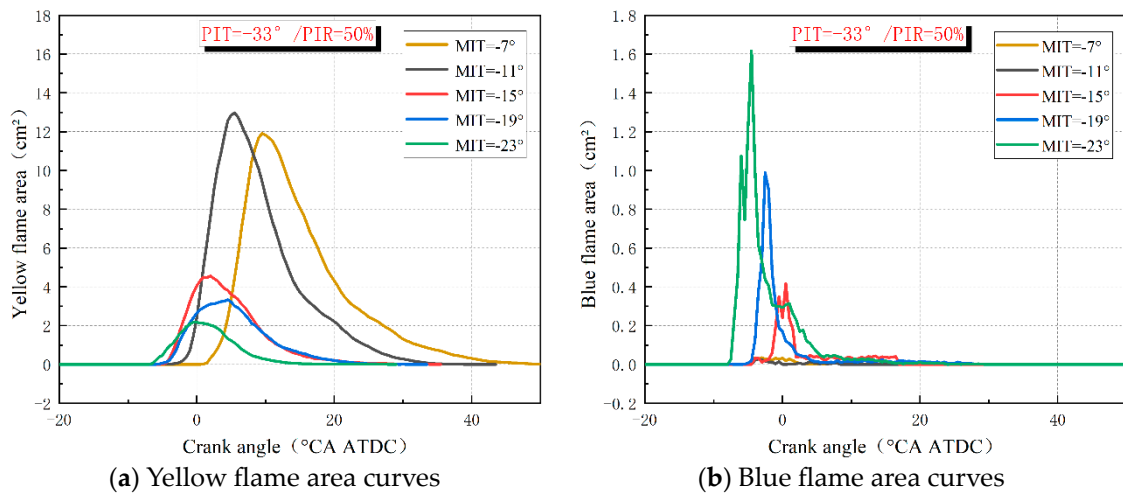 PIT=-33° /PIR=50%
MIT=-7°
MIT=-11°
MIT=-15°
MIT=-19°
MIT=-23°
18
16
14
12
10
8
6
4
2
0
-2
-20
0
20
40
Yellow flame area（cm²）
Crank angle（°CA ATDC）
(a) Yellow flame area curves
PIT=-33° /PIR=50%
MIT=-7°
MIT=-11°
MIT=-15°
MIT=-19°
MIT=-23°
1.8
1.6
1.4
1.2
1.0
0.8
0.6
0.4
0.2
0.0
0.2
-20
0
20
40
Blue flame area（cm²）
Crank angle（°CA ATDC）
(b) Blue flame area curves